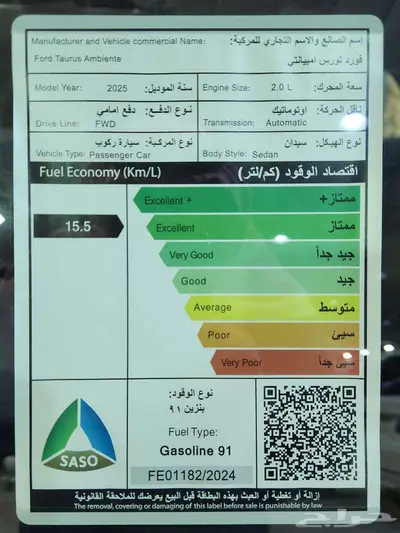 Manufacturer and Vehicle commercial Name: إسم الصانع والاسم التجاري للمركبة:
Ford Taurus Ambiente فورد تورس امبيانتي
Model Year: 2025 سنة الموديل: Engine Size: 2.0 L سعة المحرك:
نوع الدفع: دفع امامي ناقل الحركة: اوتوماتيك
Drive Line: FWD Transmission: Automatic
نوع المركبة: سيارة ركوب نوع الهيكل: سيدان
Vehicle Type: Passenger Car Body Style: Sedan
Fuel Economy (Km/L) اقتصاد الوقود (كم/لتر)
Excellent + ممتاز+
15.5 Excellent ممتاز
Very Good جيد جدأ
Good جيد
Average متوسط
Poor سيئ
Very Poor سيئ جدأ
نوع الوقود:
بنزين ٩١
Fuel Type:
Gasoline 91
SASO
FE01182/2024
إزالة أو تغطية أو العبث بهذه البطاقة قبل البيع يعرضك للملاحقة القانونية
The removal, covering or damaging of this label before sale is punishable by law
حراج